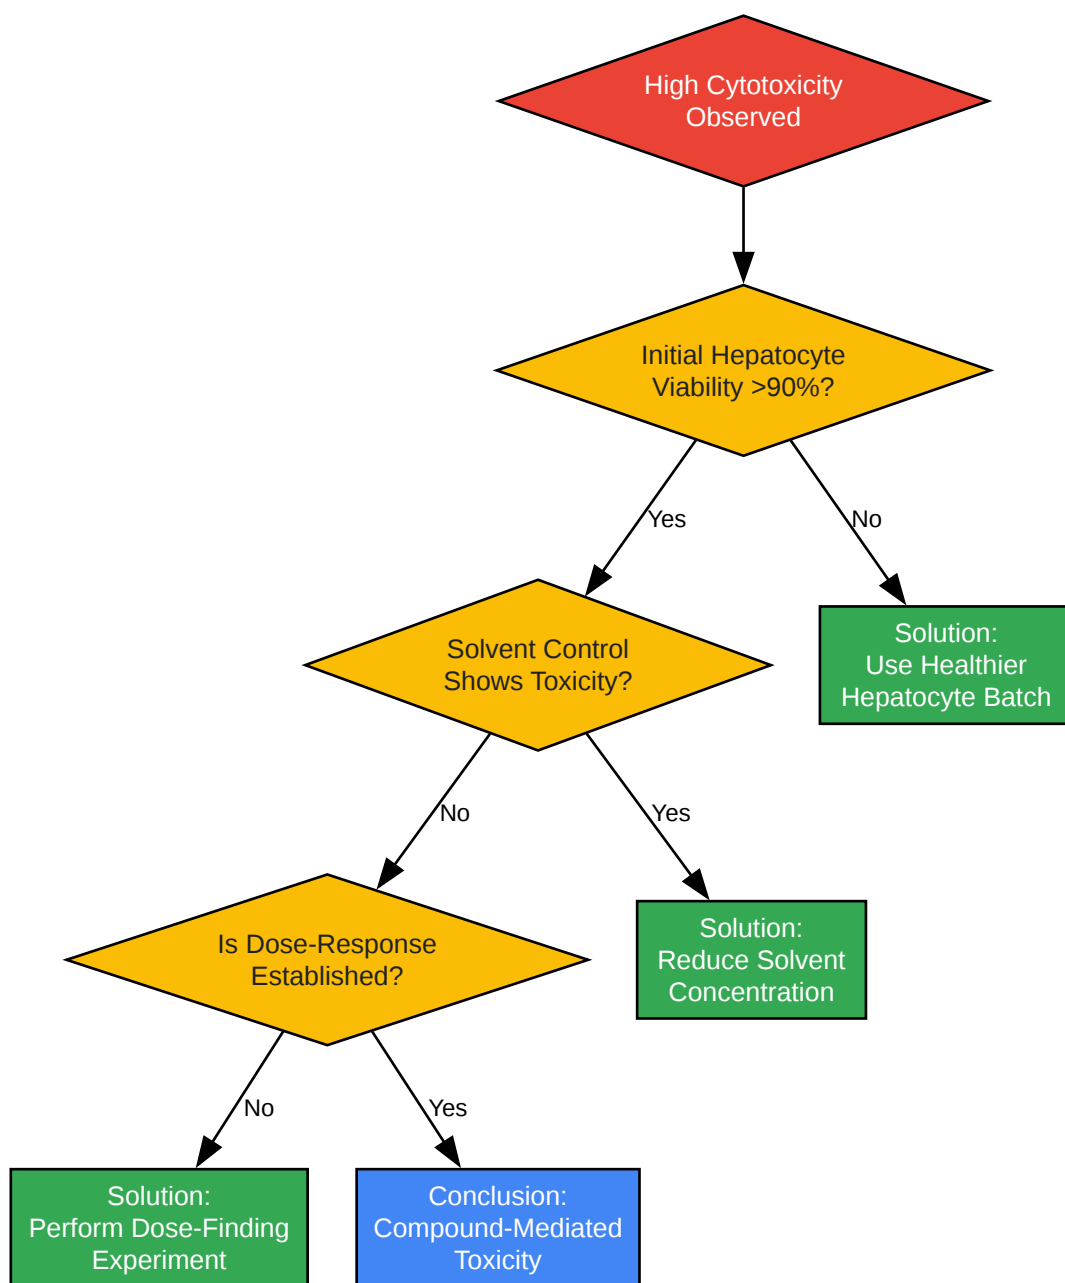 High Cytotoxicity
Observed
Initial Hepatocyte
Viability >90%?
Yes
No
Solution:
Use Healthier
Hepatocyte Batch
Solvent Control
Shows Toxicity?
No
Yes
Solution:
Reduce Solvent
Concentration
Is Dose-Response
Established?
No
Yes
Solution:
Perform Dose-Finding
Experiment
Conclusion:
Compound-Mediated
Toxicity